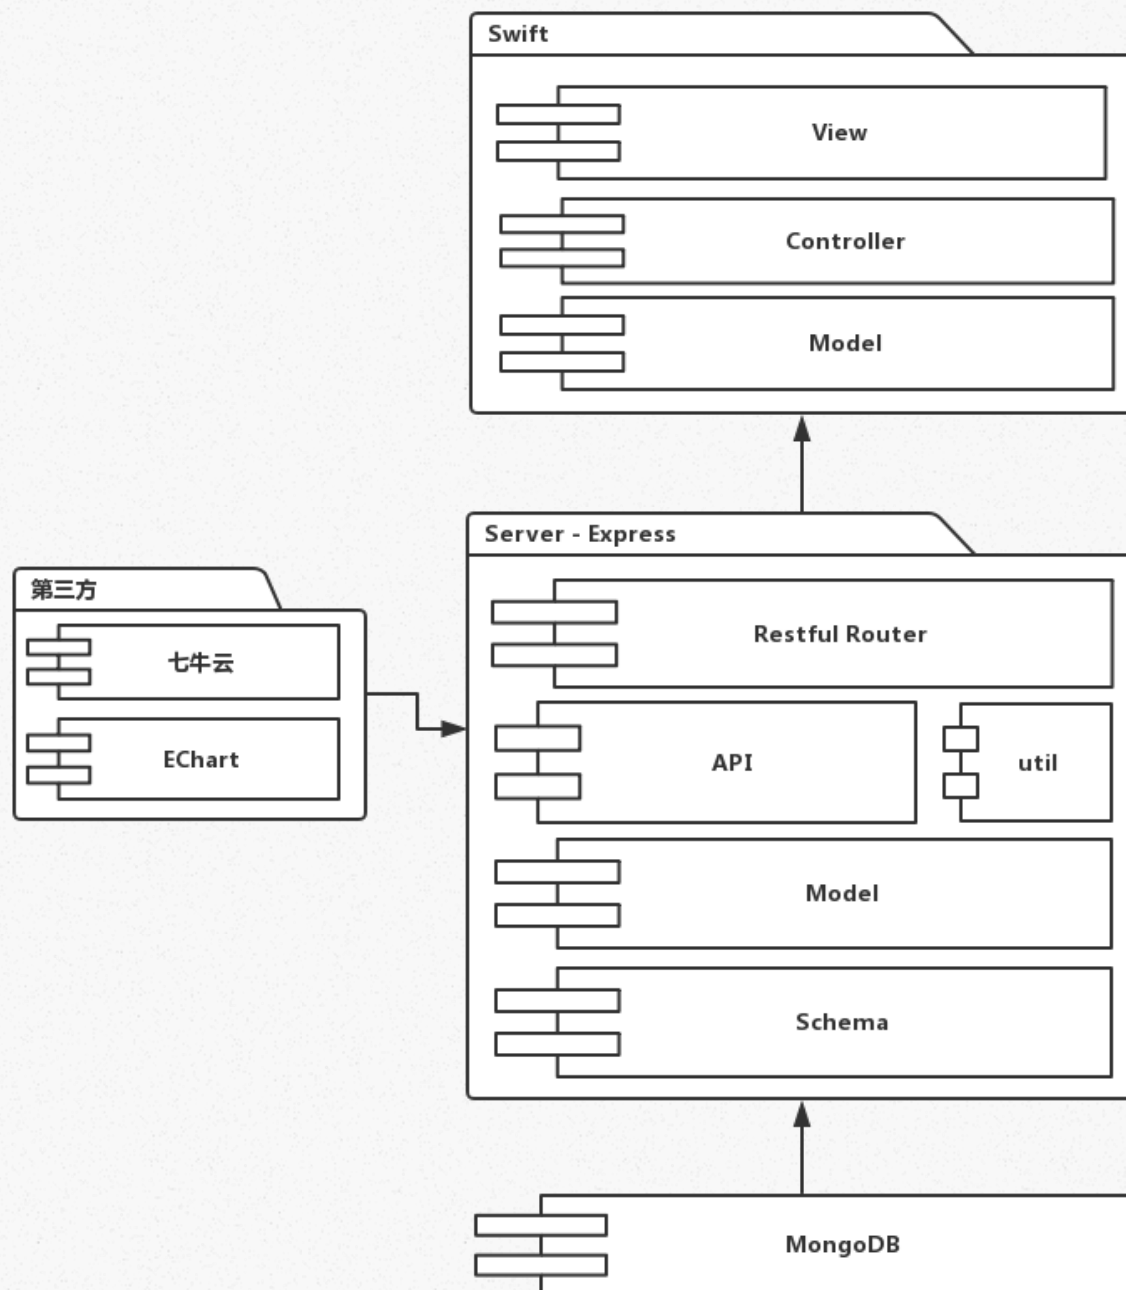 Swift
View
Controller
Model
Server - Express
Restful Router
API
util
Model
Schema
第三方
七牛云
EChart
MongoDB